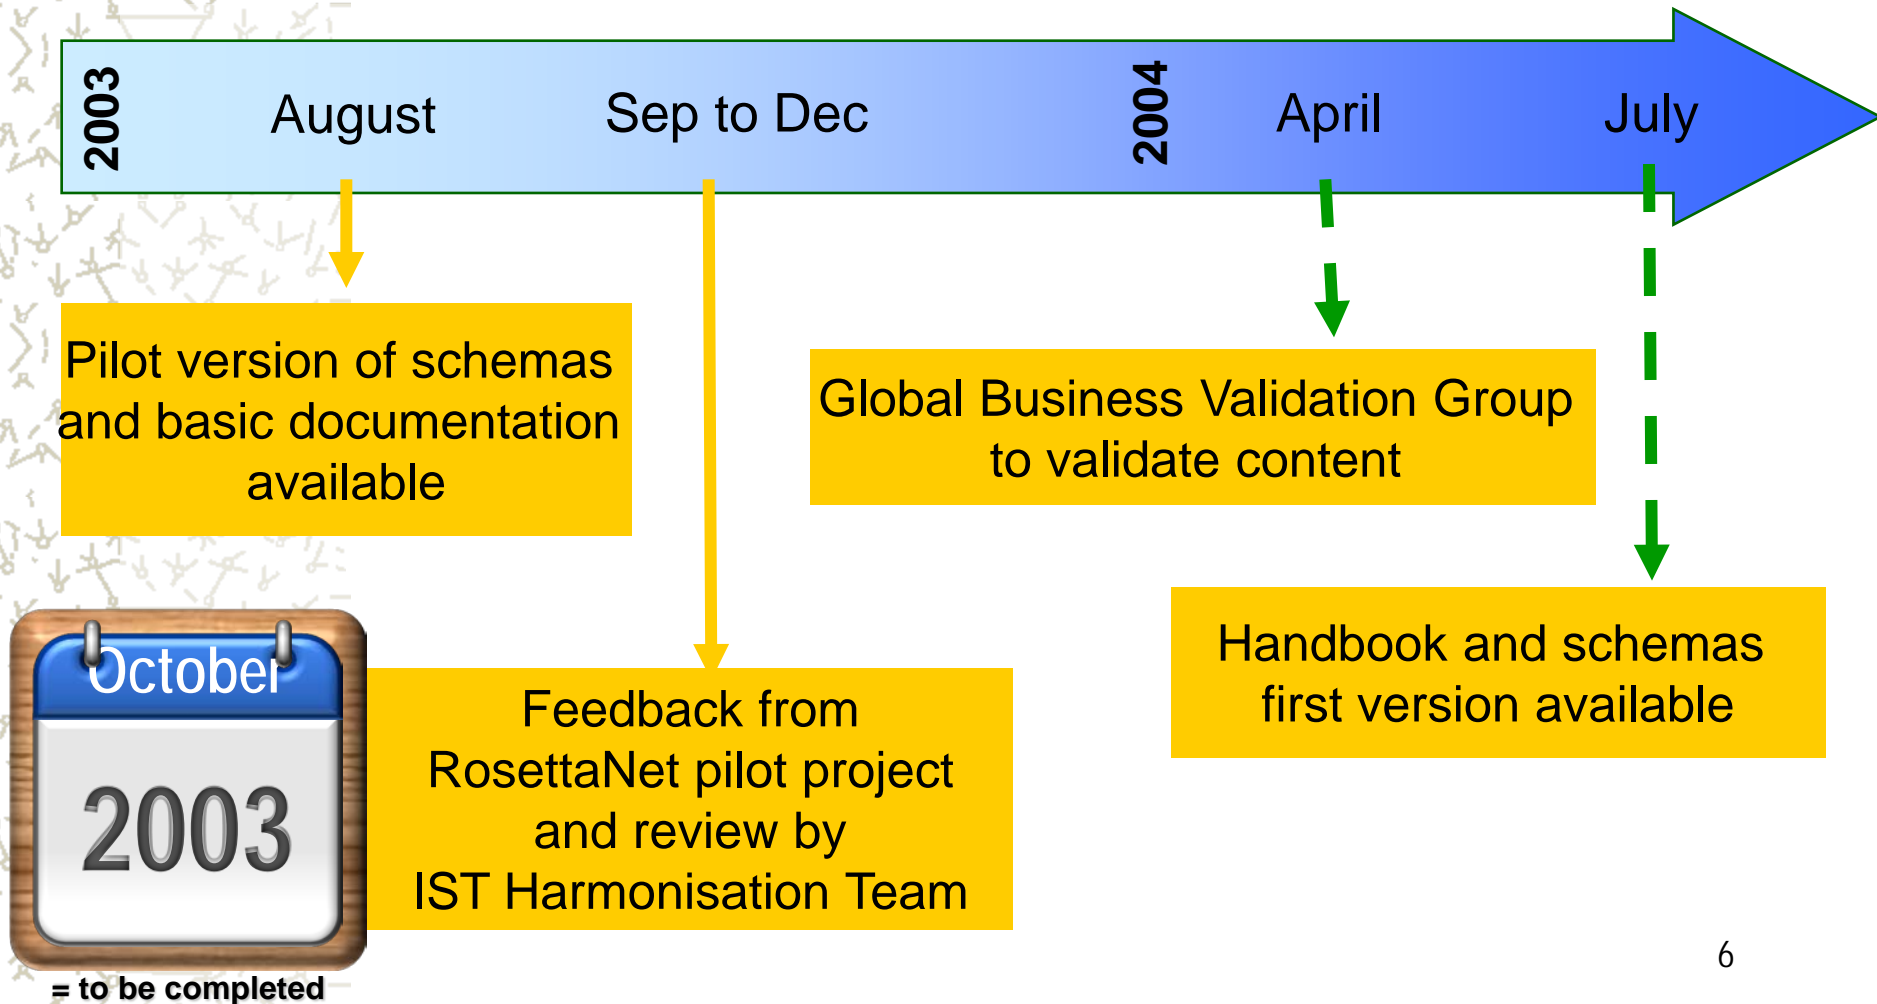 2003
August
Sep to Dec
2004
April
July
Pilot version of schemas
and basic documentation
available
Global Business Validation Group
to validate content
Feedback from
RosettaNet pilot project
and review by
IST Harmonisation Team
Handbook and schemas
first version available
October
2003
= to be completed
6